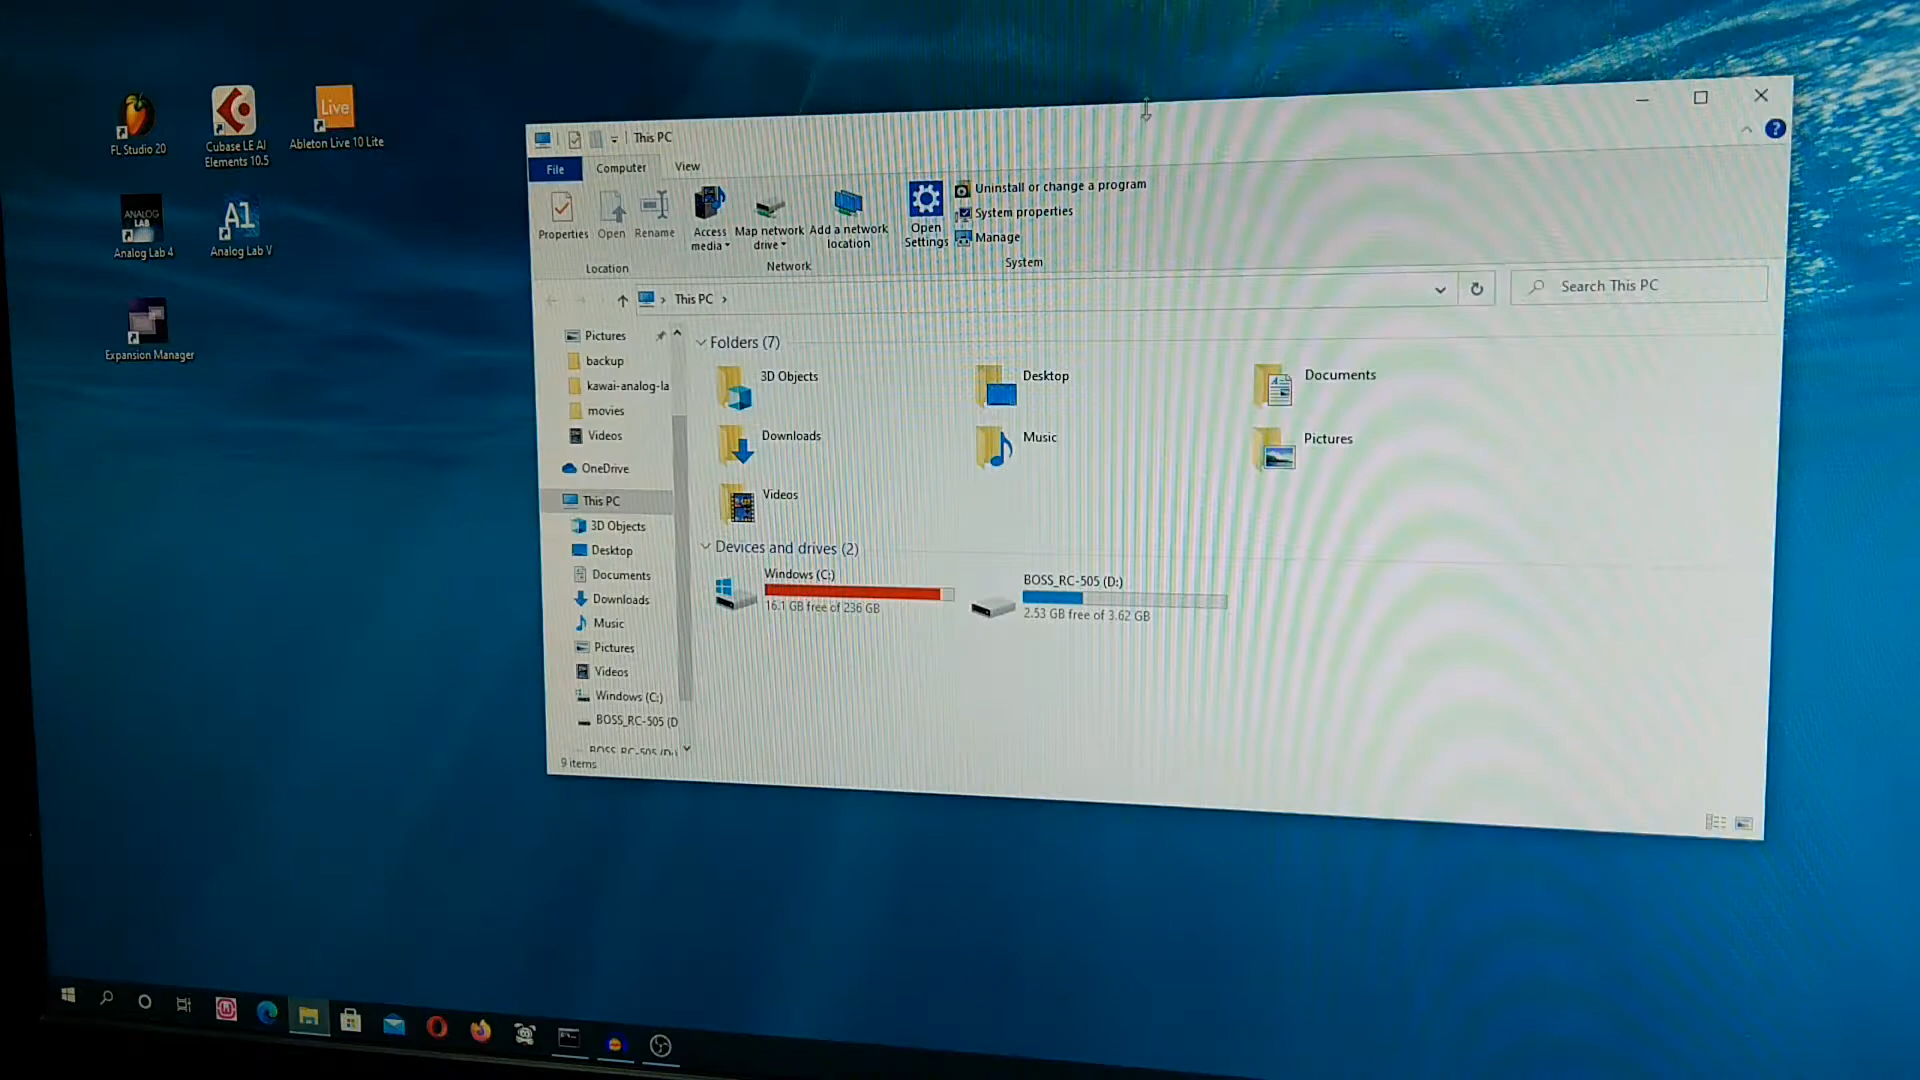 FL Studio 20
Cubase LE AI
Elements 10.5
Live
Ableton Live 10 Lite
ANALOG
LAB
Analog Lab 4
A1
Analog Lab V
Expansion Manager
This PC
File
Computer
View
Properties
Open
Rename
Access
media
Map network
drive
Add a network
location
Open
Settings
Uninstall or change a program
System properties
Manage
Location
Network
System
This PC
Search This PC
Pictures
backup
kawai-analog-la
movies
Videos
OneDrive
This PC
3D Objects
Desktop
Documents
Downloads
Music
Pictures
Videos
Windows (C:)
BOSS_RC-505 (D
BOSS_RC-505 (D:)
9 items
Folders (7)
3D Objects
Desktop
Documents
Downloads
Music
Pictures
Videos
Devices and drives (2)
Windows (C:)
16.1 GB free of 236 GB
BOSS_RC-505 (D:)
2.53 GB free of 3.62 GB